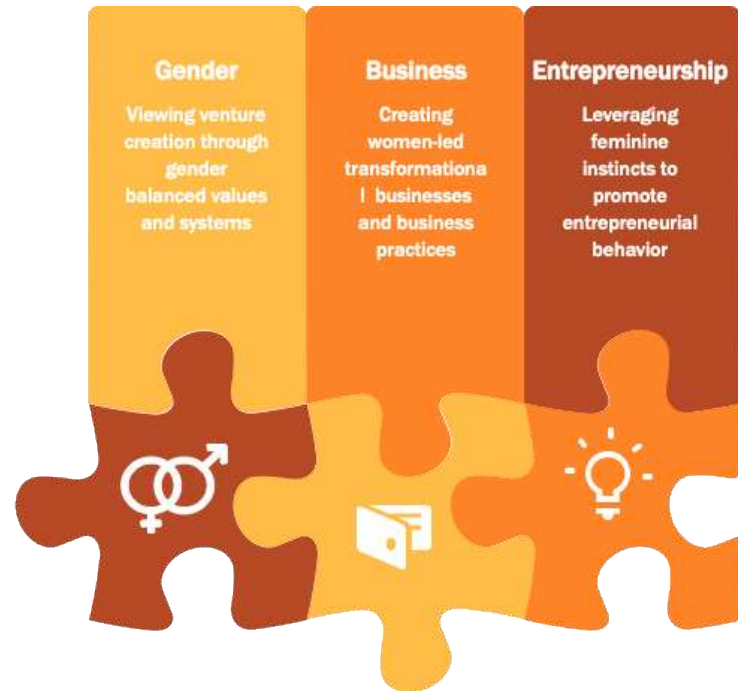 Gender
Viewing venture
creation through
gender
balanced values
and systems
Business
Creating
women-led
transformationa
l businesses
and business
practices
Entrepreneurship
Leveraging
feminine
instincts to
promote
entrepreneurial
behavior